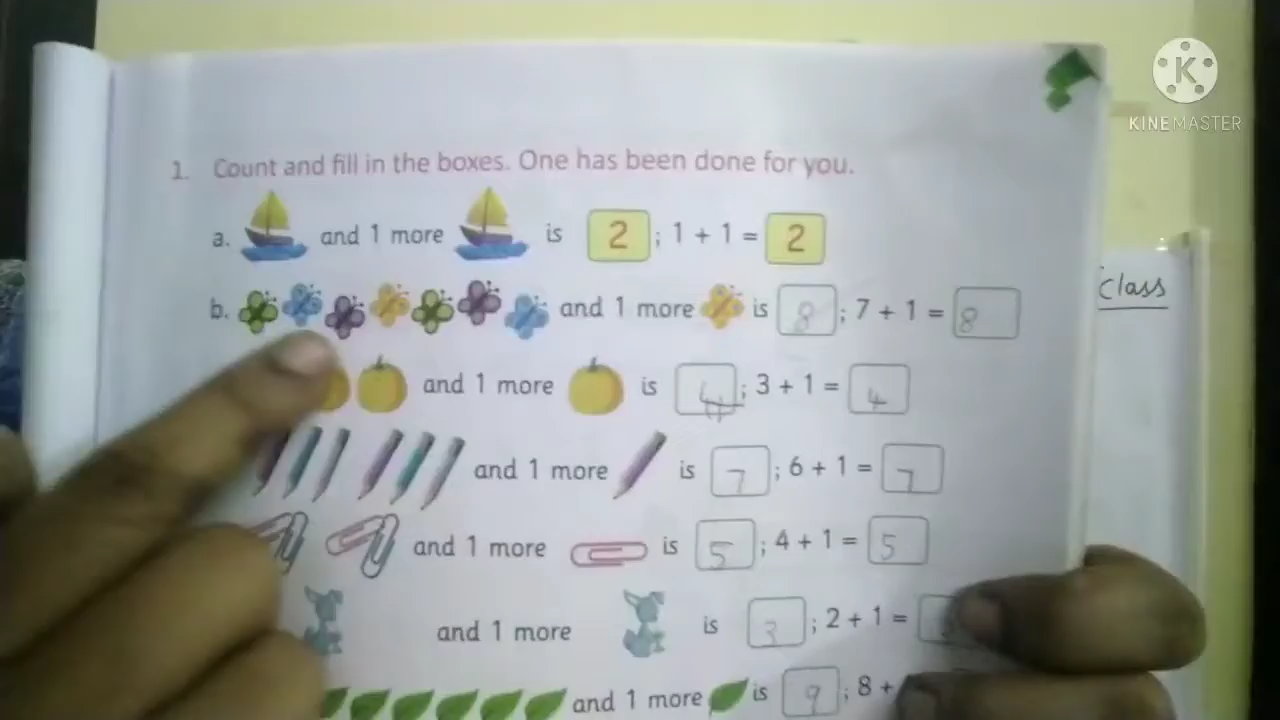 KINEMASTER
1. Count and fill in the boxes. One has been done for you.
a. and 1 more is 2 ; 1 + 1 = 2
b. and 1 more is 8 ; 7 + 1 = 8
and 1 more is 4 ; 3 + 1 = 4
and 1 more is 7 ; 6 + 1 = 7
and 1 more is 5 ; 4 + 1 = 5
and 1 more is 3 ; 2 + 1 =
and 1 more is 9 ; 8 +
Class